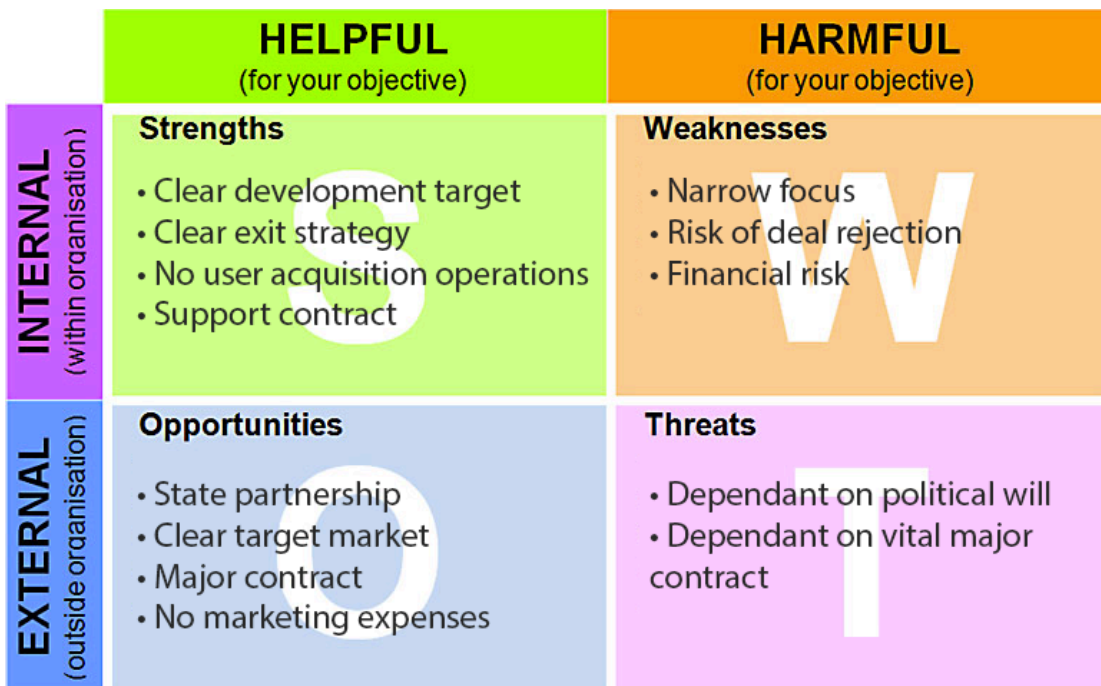 HELPFUL
(for your objective)
HARMFUL
(for your objective)
INTERNAL
(within organisation)
Strengths
• Clear development target
• Clear exit strategy
• No user acquisition operations
• Support contract
S
Weaknesses
• Narrow focus
• Risk of deal rejection
• Financial risk
W
EXTERNAL
(outside organisation)
Opportunities
• State partnership
• Clear target market
• Major contract
• No marketing expenses
O
Threats
• Dependant on political will
• Dependant on vital major
contract
T